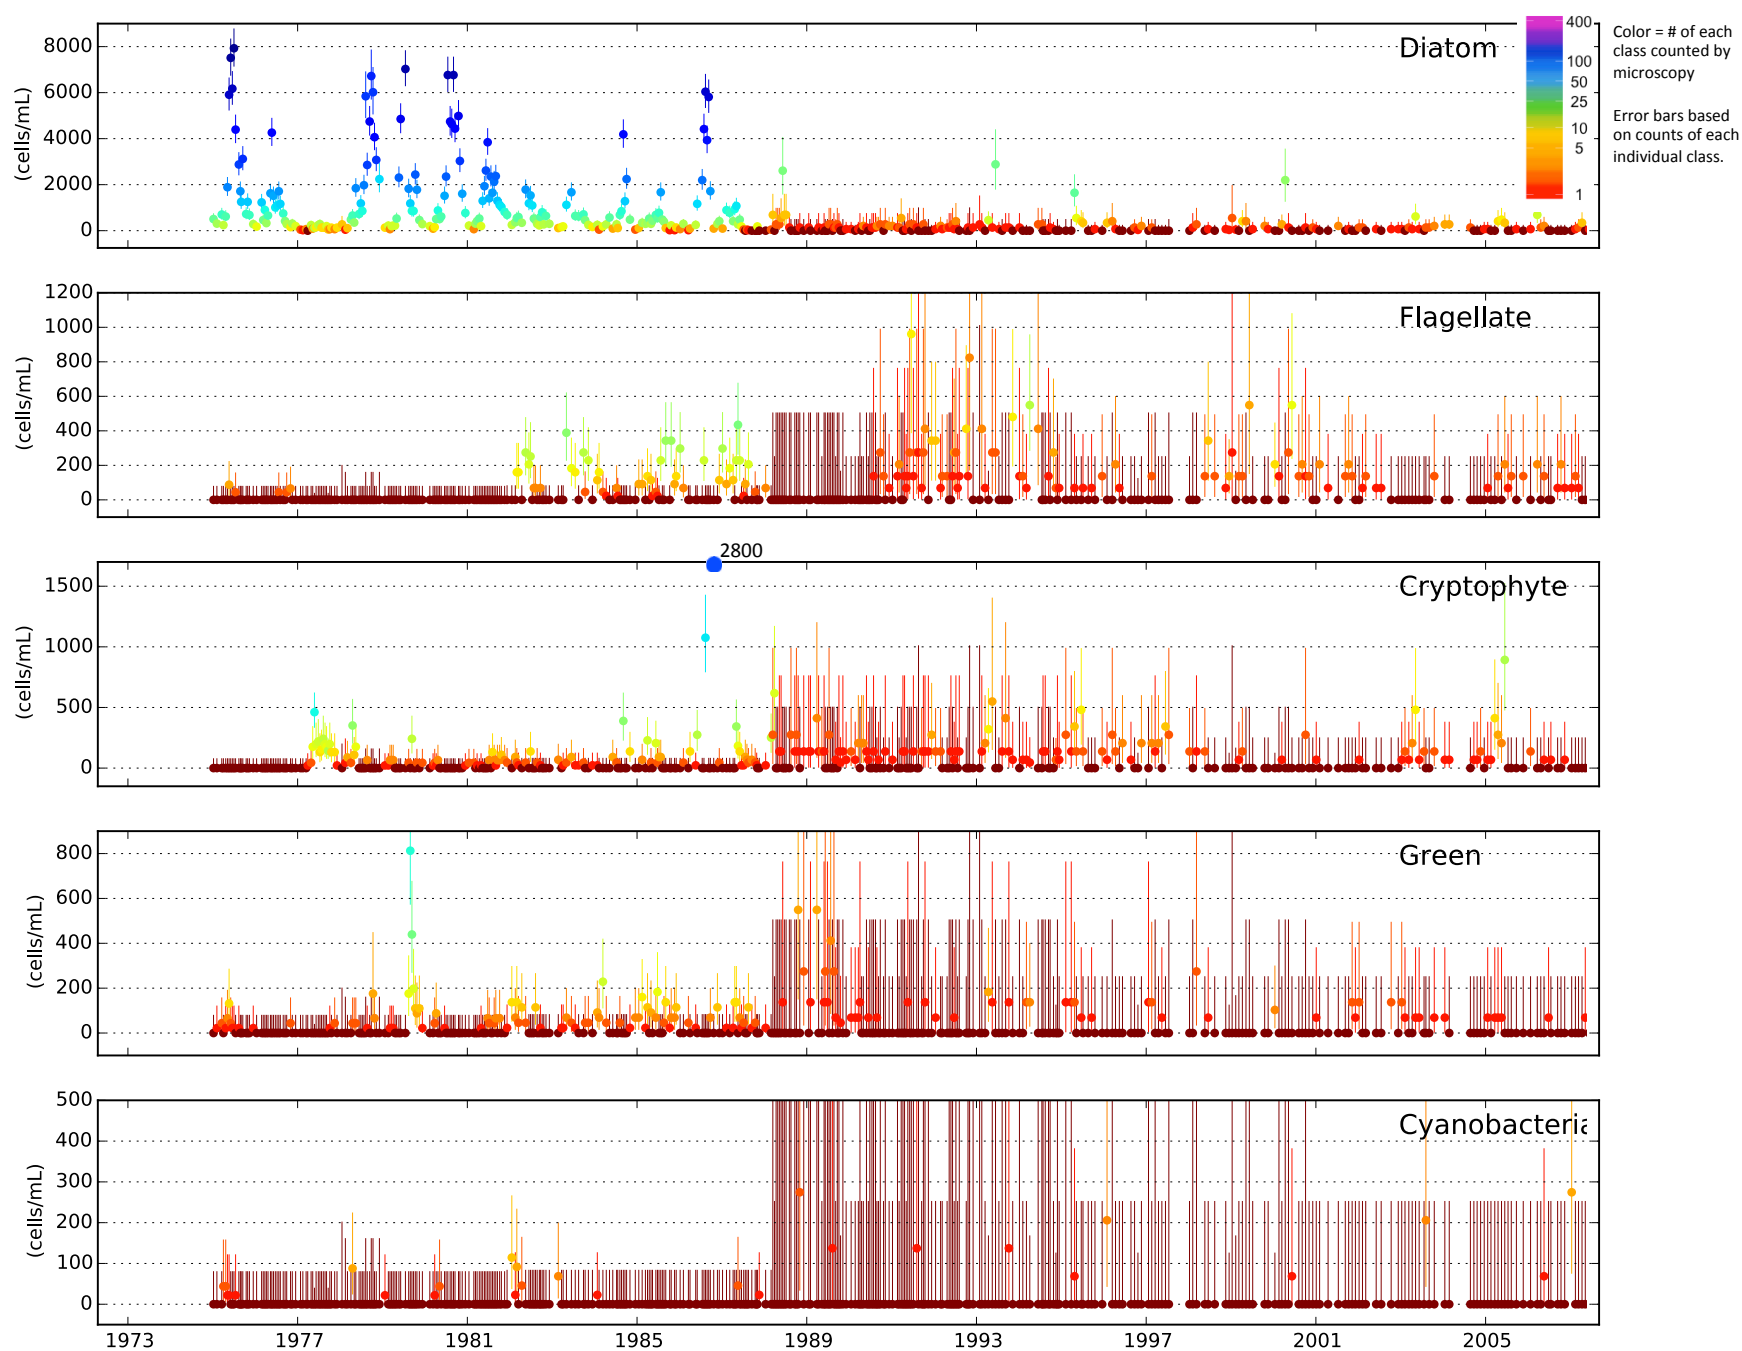 Diatom
8000
6000
4000
2000
0
(cells/mL)
400
100
50
25
10
5
1
Color = # of each
class counted by
microscopy
Error bars based
on counts of each
individual class.
Flagellate
1200
1000
800
600
400
200
0
(cells/mL)
2800
Cryptophyte
1500
1000
500
0
(cells/mL)
Green
800
600
400
200
0
(cells/mL)
Cyanobacteria
500
400
300
200
100
0
(cells/mL)
1973 1977 1981 1985 1989 1993 1997 2001 2005